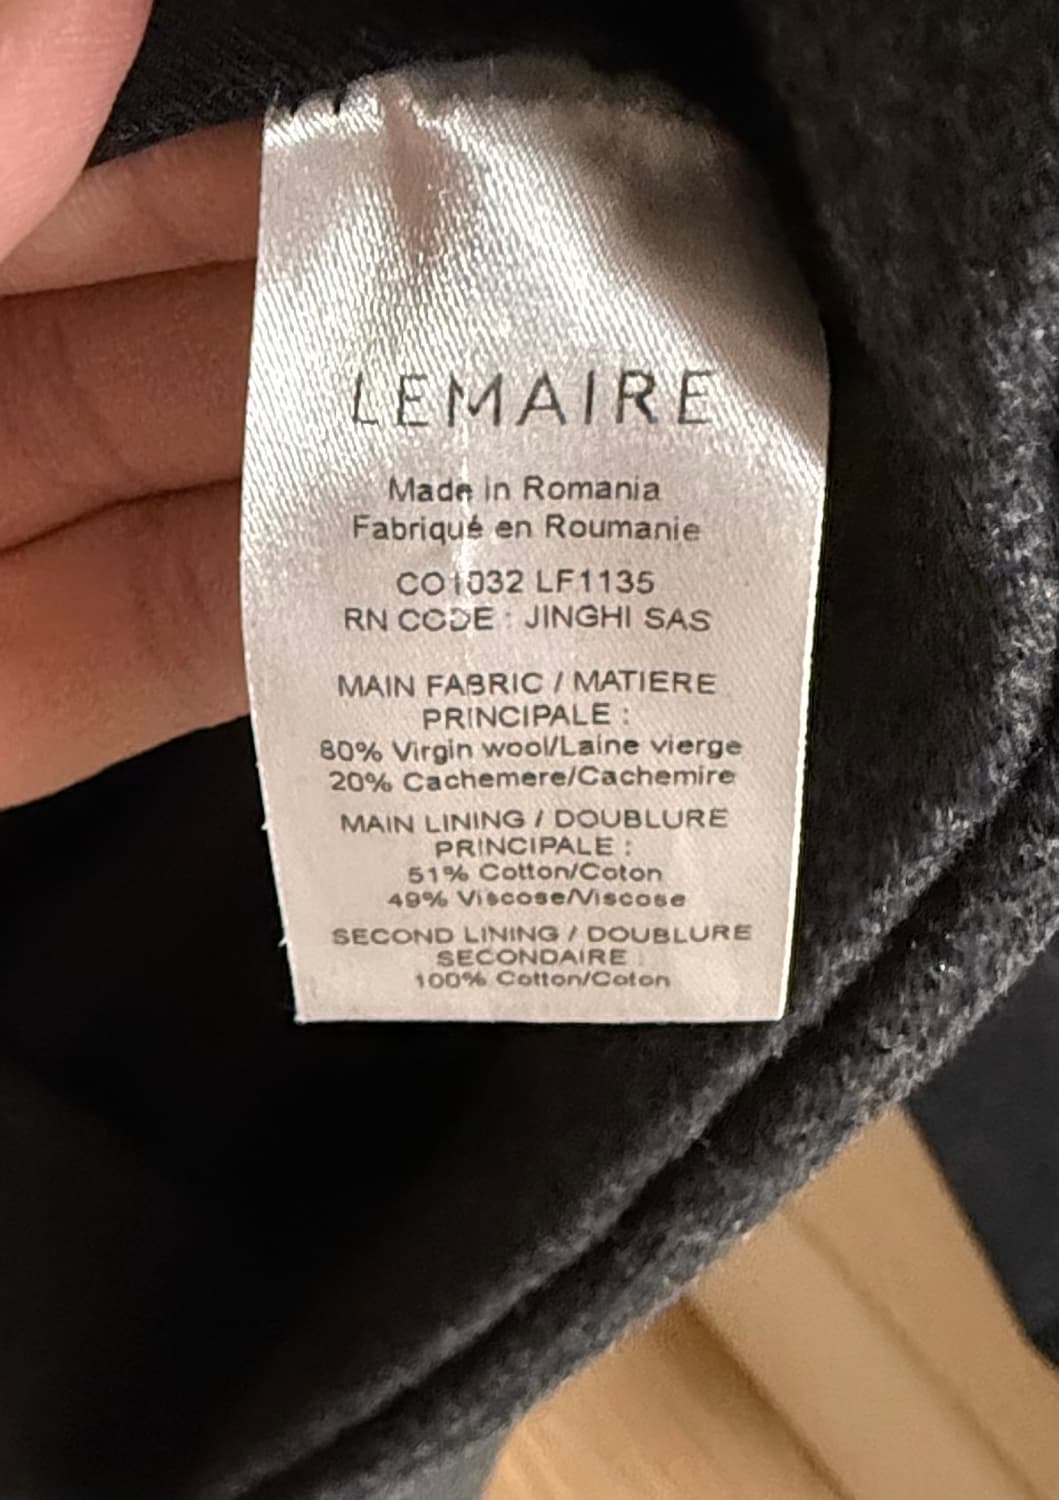 LEMAIRE
Made in Romania
Fabriqué en Roumanie
CO1032 LF1135
RN CODE : JINGHI SAS
MAIN FABRIC / MATIERE
PRINCIPALE :
80% Virgin wool/Laine vierge
20% Cachemere/Cachemire
MAIN LINING / DOUBLURE
PRINCIPALE :
51% Cotton/Coton
49% Viscose/Viscose
SECOND LINING / DOUBLURE
SECONDAIRE :
100% Cotton/Coton